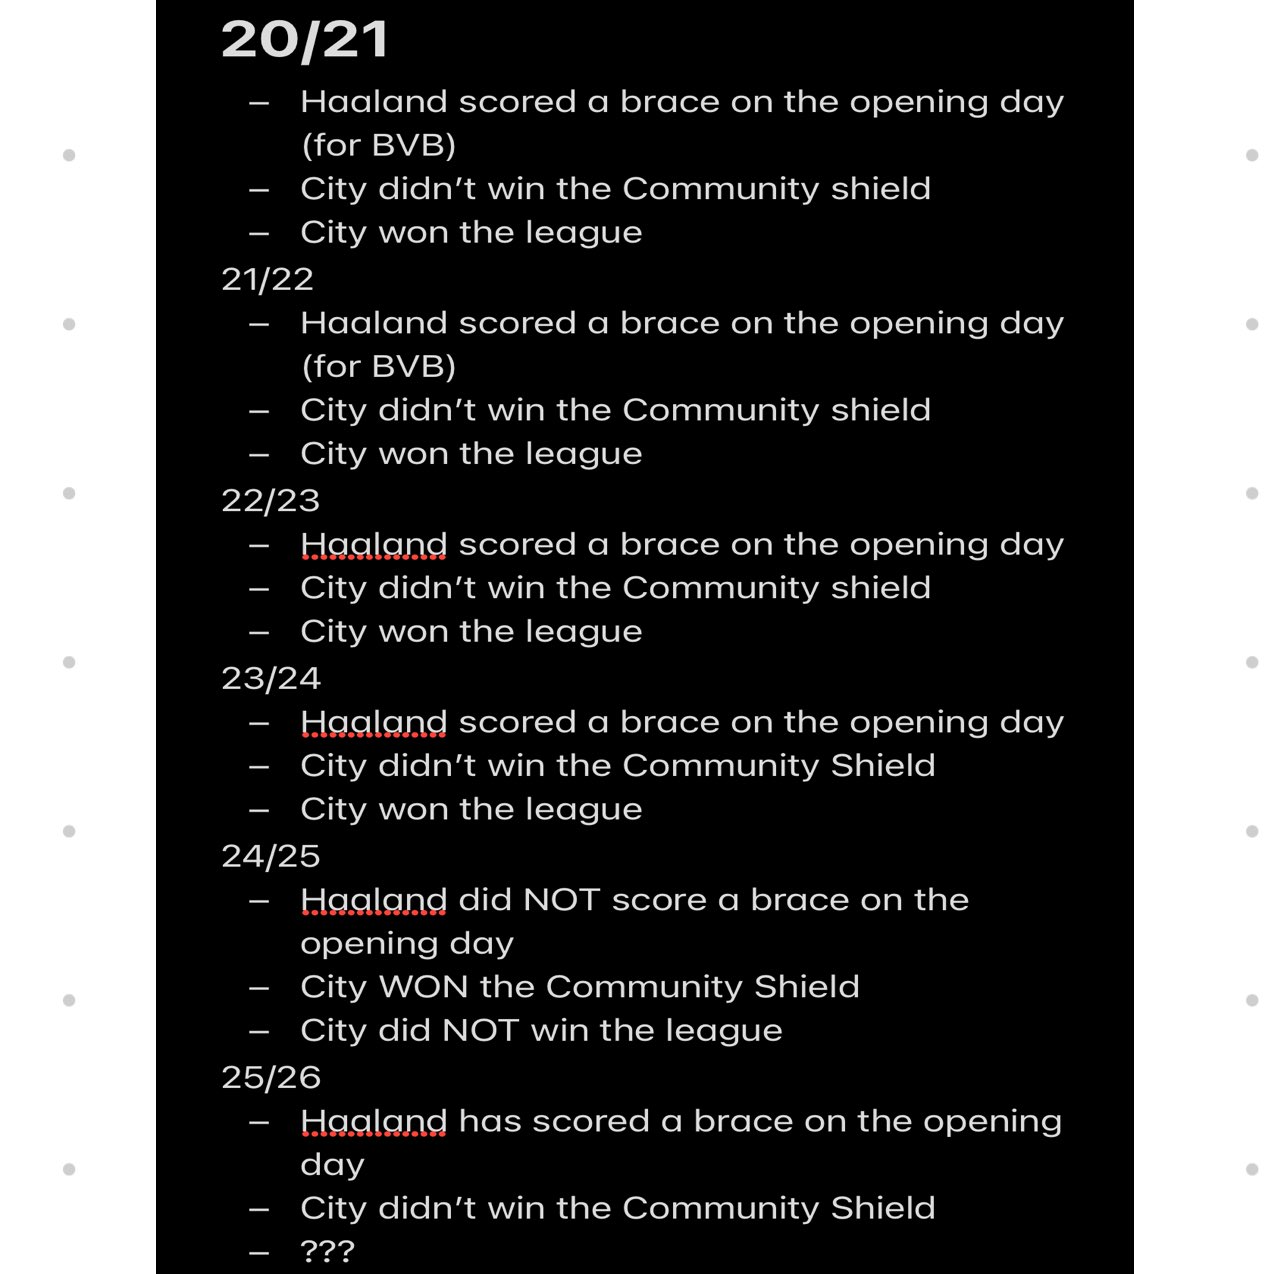 20/21
– Haaland scored a brace on the opening day
(for BVB)
– City didn’t win the Community shield
– City won the league
21/22
– Haaland scored a brace on the opening day
(for BVB)
– City didn’t win the Community shield
– City won the league
22/23
– Haaland scored a brace on the opening day
– City didn’t win the Community shield
– City won the league
23/24
– Haaland scored a brace on the opening day
– City didn’t win the Community Shield
– City won the league
24/25
– Haaland did NOT score a brace on the
opening day
– City WON the Community Shield
– City did NOT win the league
25/26
– Haaland has scored a brace on the opening
day
– City didn’t win the Community Shield
– ???